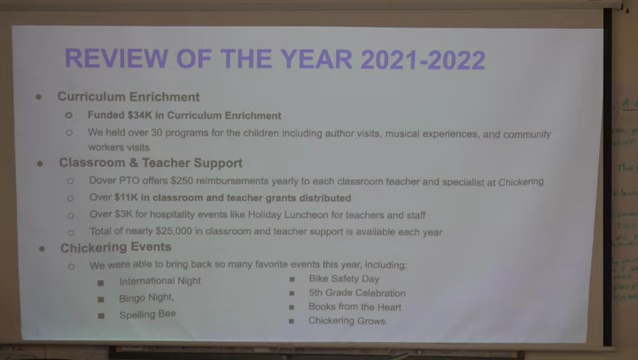 REVIEW OF THE YEAR 2021-2022
Curriculum Enrichment
Funded $34K in Curriculum Enrichment
We held over 30 programs for the children including author visits, musical experiences, and community
workers visits
Classroom & Teacher Support
Dover PTO offers $250 reimbursements yearly to each classroom teacher and specialist at Chickering
Over $11K in classroom and teacher grants distributed
Over $3K for hospitality events like Holiday Luncheon for teachers and staff
Total of nearly $25,000 in classroom and teacher support is available each year
Chickering Events
We were able to bring back so many favorite events this year, including:
International Night
Bingo Night,
Spelling Bee
Bike Safety Day
5th Grade Celebration
Books from the Heart
Chickering Grows.